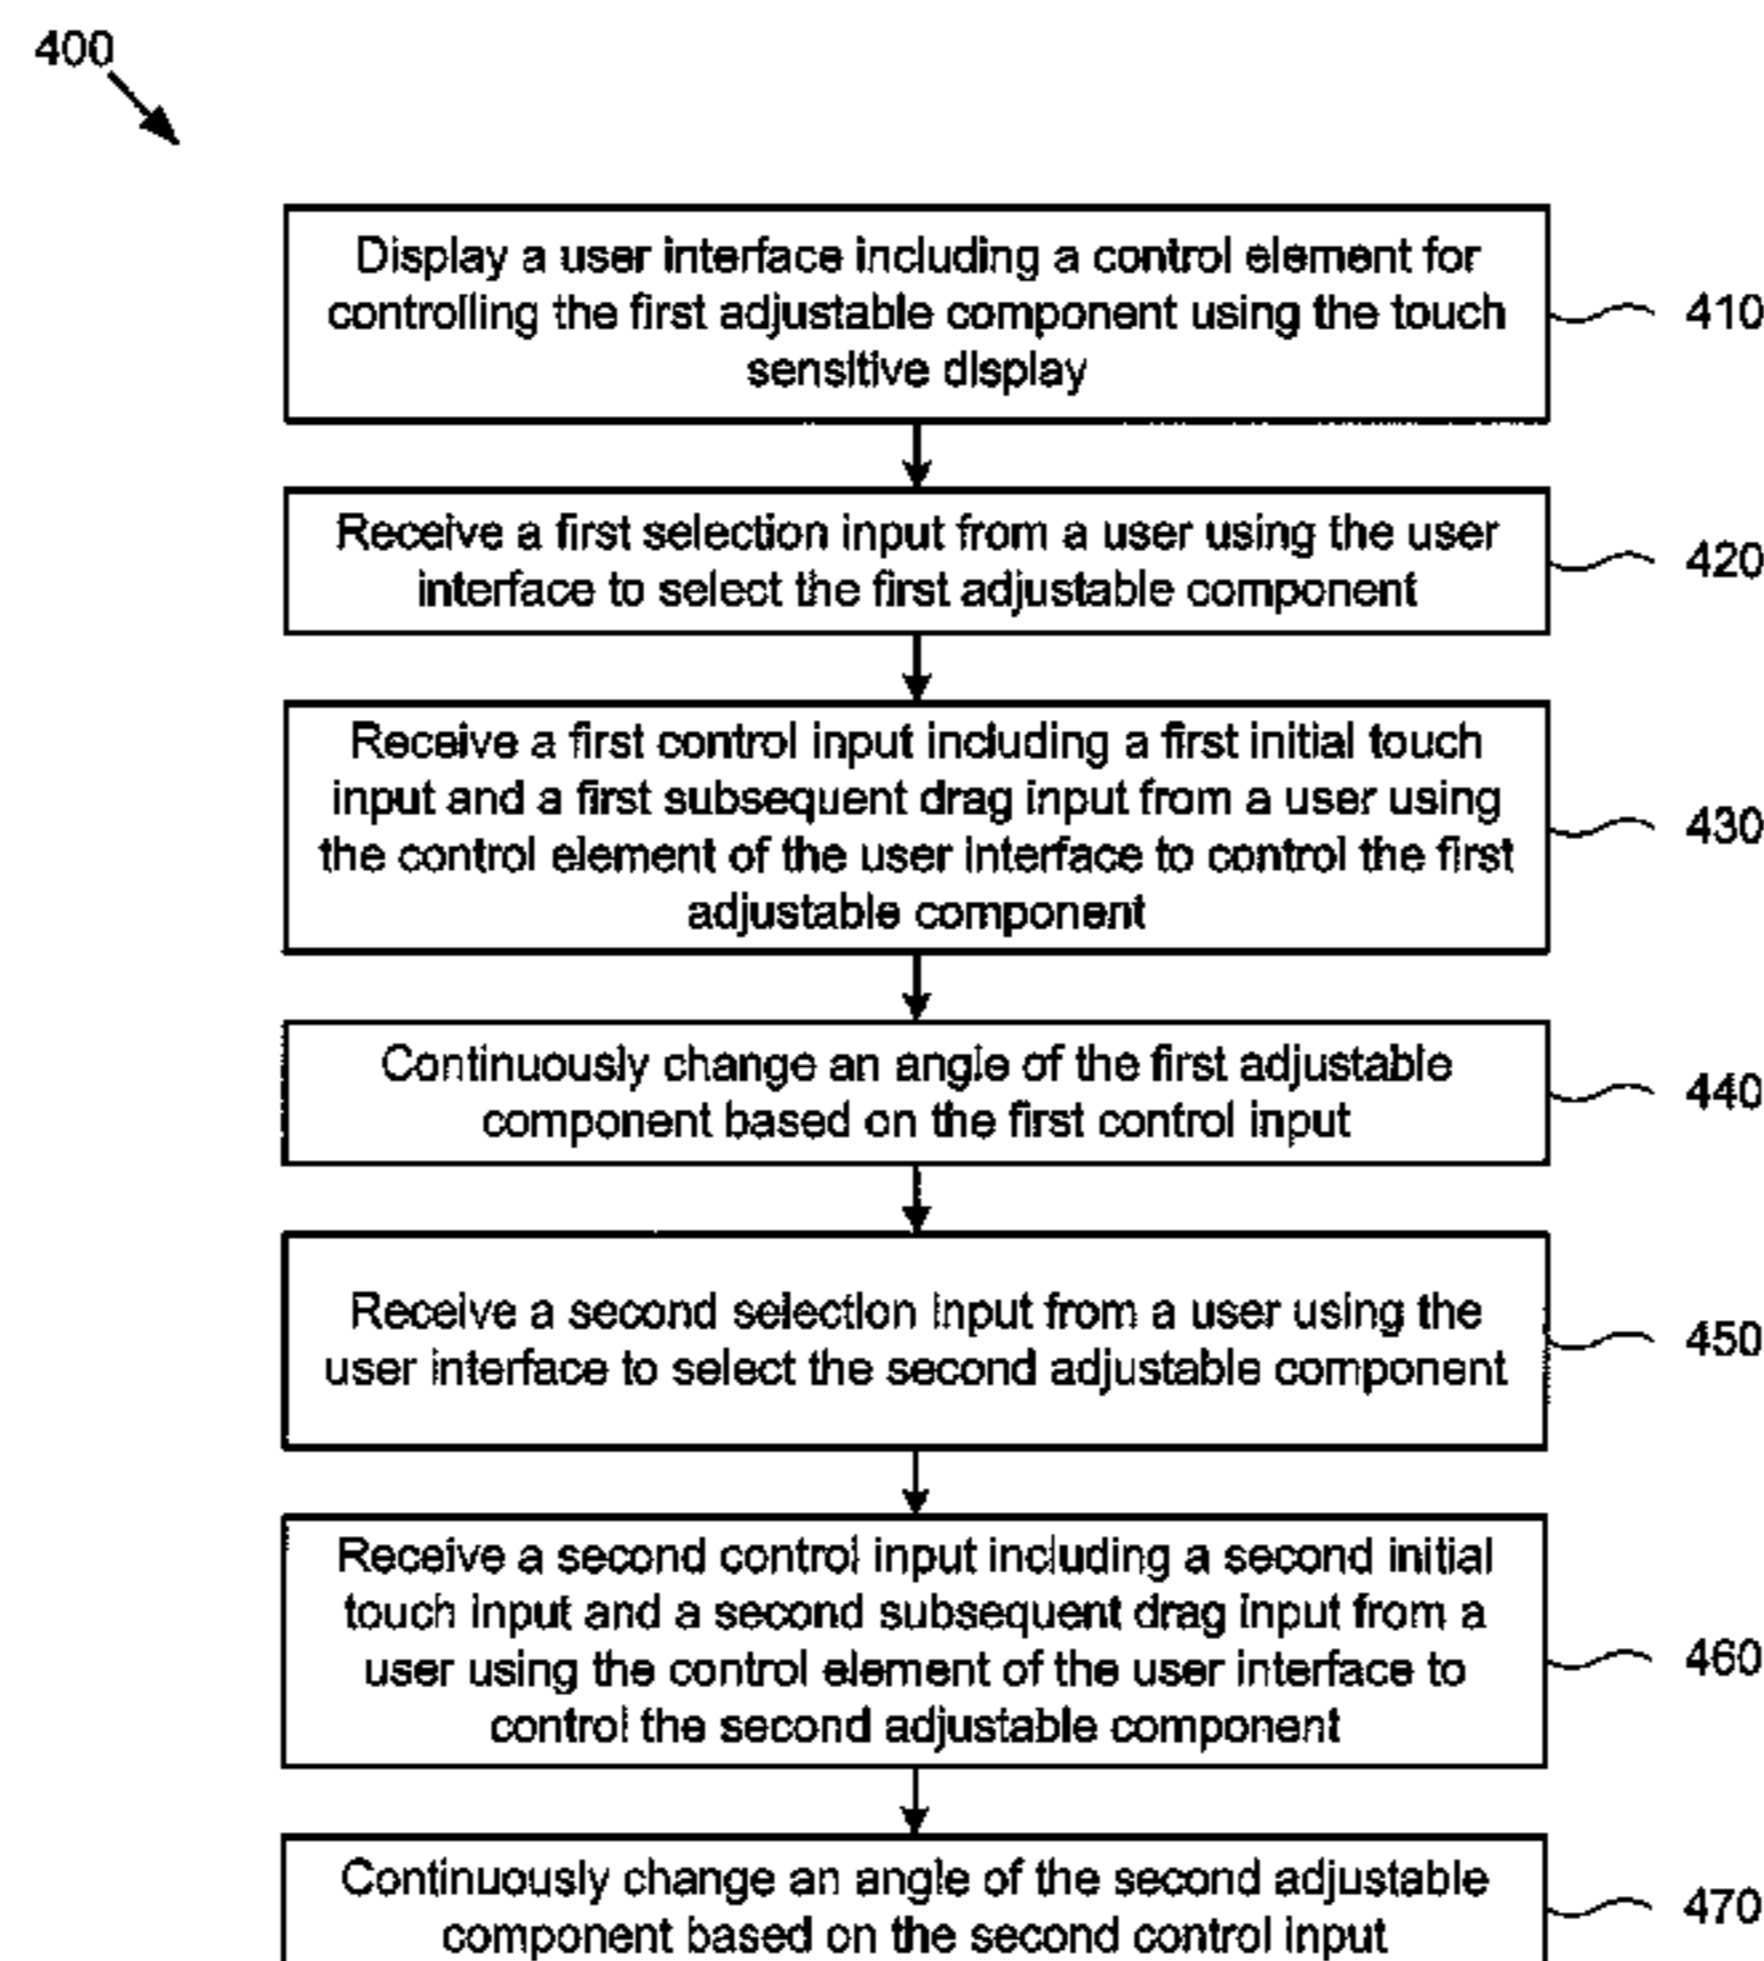 400
Display a user interface including a control element for
controlling the first adjustable component using the touch
sensitive display
410
Receive a first selection input from a user using the user
interface to select the first adjustable component
420
Receive a first control input including a first initial touch
input and a first subsequent drag input from a user using
the control element of the user interface to control the first
adjustable component
430
Continuously change an angle of the first adjustable
component based on the first control input
440
Receive a second selection input from a user using the
user interface to select the second adjustable component
450
Receive a second control input including a second initial
touch input and a second subsequent drag input from a
user using the control element of the user interface to
control the second adjustable component
460
Continuously change an angle of the second adjustable
component based on the second control input
470